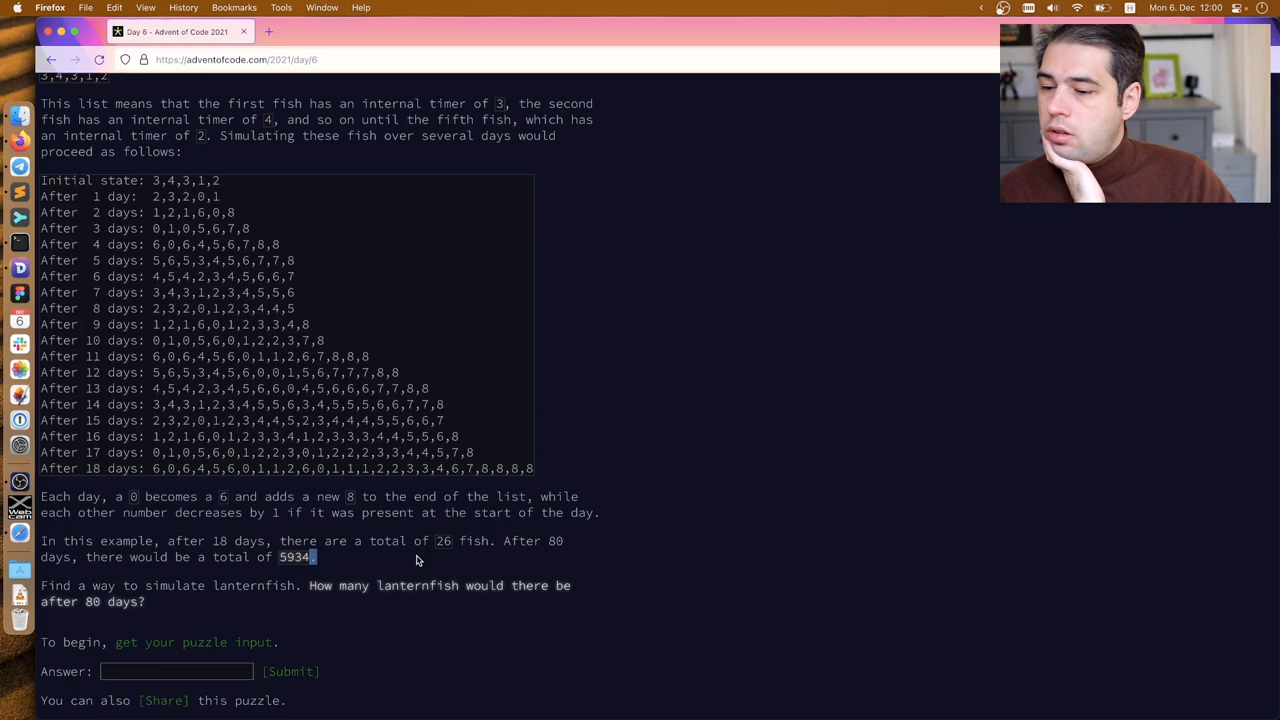 Firefox File Edit View History Bookmarks Tools Window Help
Mon 6. Dec 12:00
Day 6 - Advent of Code 2021
https://adventofcode.com/2021/day/6
3,4,3,1,2
This list means that the first fish has an internal timer of 3, the second
fish has an internal timer of 4, and so on until the fifth fish, which has
an internal timer of 2. Simulating these fish over several days would
proceed as follows:
Initial state: 3,4,3,1,2
After  1 day:  2,3,2,0,1
After  2 days: 1,2,1,6,0,8
After  3 days: 0,1,0,5,6,7,8
After  4 days: 6,0,6,4,5,6,7,8,8
After  5 days: 5,6,5,3,4,5,6,7,7,8
After  6 days: 4,5,4,2,3,4,5,6,6,7
After  7 days: 3,4,3,1,2,3,4,5,5,6
After  8 days: 2,3,2,0,1,2,3,4,4,5
After  9 days: 1,2,1,6,0,1,2,3,3,4,8
After 10 days: 0,1,0,5,6,0,1,2,2,3,7,8
After 11 days: 6,0,6,4,5,6,0,1,1,2,6,7,8,8,8
After 12 days: 5,6,5,3,4,5,6,0,0,1,5,6,7,7,7,8,8
After 13 days: 4,5,4,2,3,4,5,6,6,0,4,5,6,6,6,7,7,8,8
After 14 days: 3,4,3,1,2,3,4,5,5,6,3,4,5,5,5,6,6,7,7,8
After 15 days: 2,3,2,0,1,2,3,4,4,5,2,3,4,4,4,5,5,6,6,7
After 16 days: 1,2,1,6,0,1,2,3,3,4,1,2,3,3,3,4,4,5,5,6,8
After 17 days: 0,1,0,5,6,0,1,2,2,3,0,1,2,2,2,3,3,4,4,5,7,8
After 18 days: 6,0,6,4,5,6,0,1,1,2,6,0,1,1,1,2,2,3,3,4,6,7,8,8,8,8
Each day, a 0 becomes a 6 and adds a new 8 to the end of the list, while
each other number decreases by 1 if it was present at the start of the day.
In this example, after 18 days, there are a total of 26 fish. After 80
days, there would be a total of 5934.
Find a way to simulate lanternfish. How many lanternfish would there be
after 80 days?
To begin, get your puzzle input.
Answer: [Submit]
You can also [Share] this puzzle.